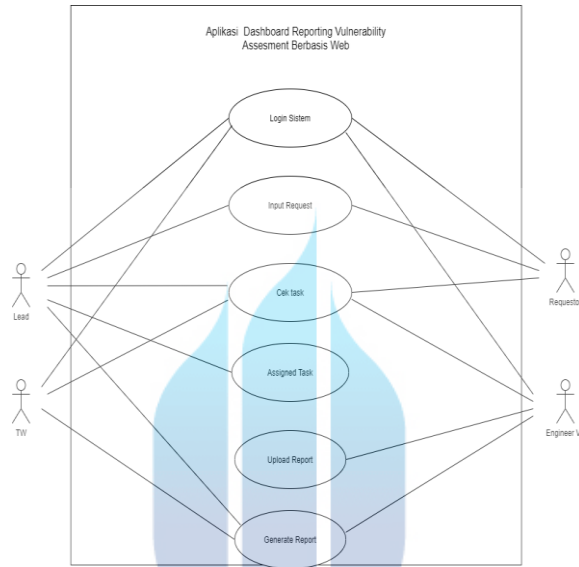 Aplikasi Dashboard Reporting Vulnerability
Assesment Berbasis Web
Login Sistem
Input Request
Cek task
Lead
Requesto
Assigned Task
TW
Engineer V
Upload Report
Generate Report